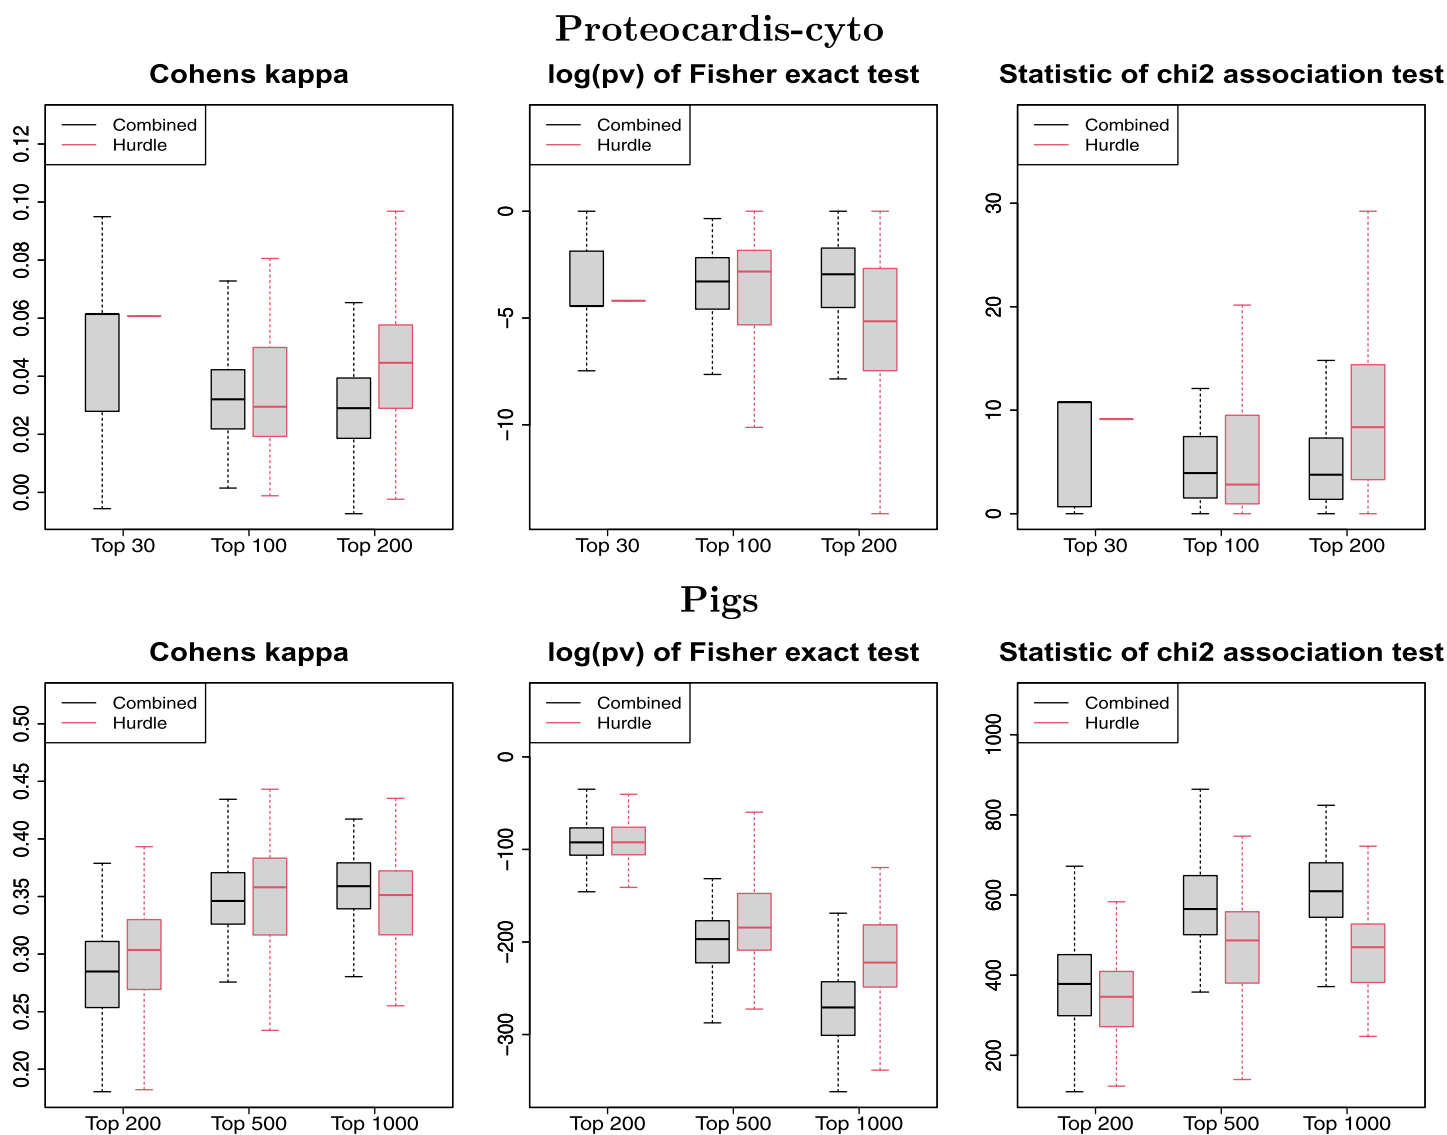 Proteocardis-cyto
Cohens kappa
Combined
Hurdle
0.12
0.10
0.08
0.06
0.04
0.02
0.00
Top 30 Top 100 Top 200
log(pv) of Fisher exact test
Combined
Hurdle
0
−5
−10
Top 30 Top 100 Top 200
Statistic of chi2 association test
Combined
Hurdle
30
20
10
0
Top 30 Top 100 Top 200
Pigs
Cohens kappa
Combined
Hurdle
0.50
0.45
0.40
0.35
0.30
0.25
0.20
Top 200 Top 500 Top 1000
log(pv) of Fisher exact test
Combined
Hurdle
0
−100
−200
−300
Top 200 Top 500 Top 1000
Statistic of chi2 association test
Combined
Hurdle
1000
800
600
400
200
Top 200 Top 500 Top 1000